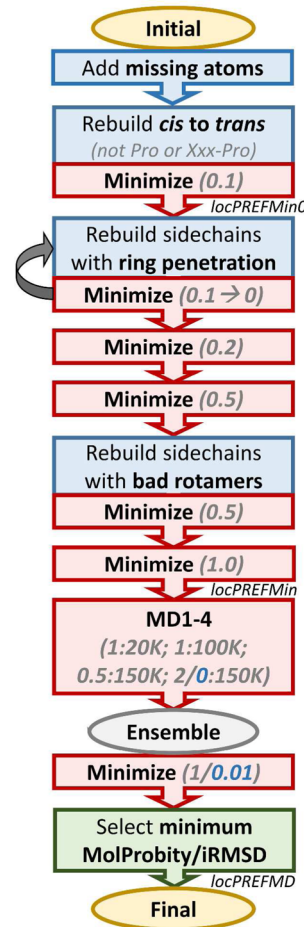 Initial
Add missing atoms
Rebuild cis to trans
(not Pro or Xxx-Pro)
Minimize (0.1)
locPREFMin0
Rebuild sidechains
with ring penetration
Minimize (0.1→0)
Minimize (0.2)
Minimize (0.5)
Rebuild sidechains
with bad rotamers
Minimize (0.5)
Minimize (1.0)
locPREFMin
MD1-4
(1:20K; 1:100K;
0.5:150K; 2/0:150K)
Ensemble
Minimize (1/0.01)
Select minimum
MolProbity/iRMSD
locPREFMD
Final